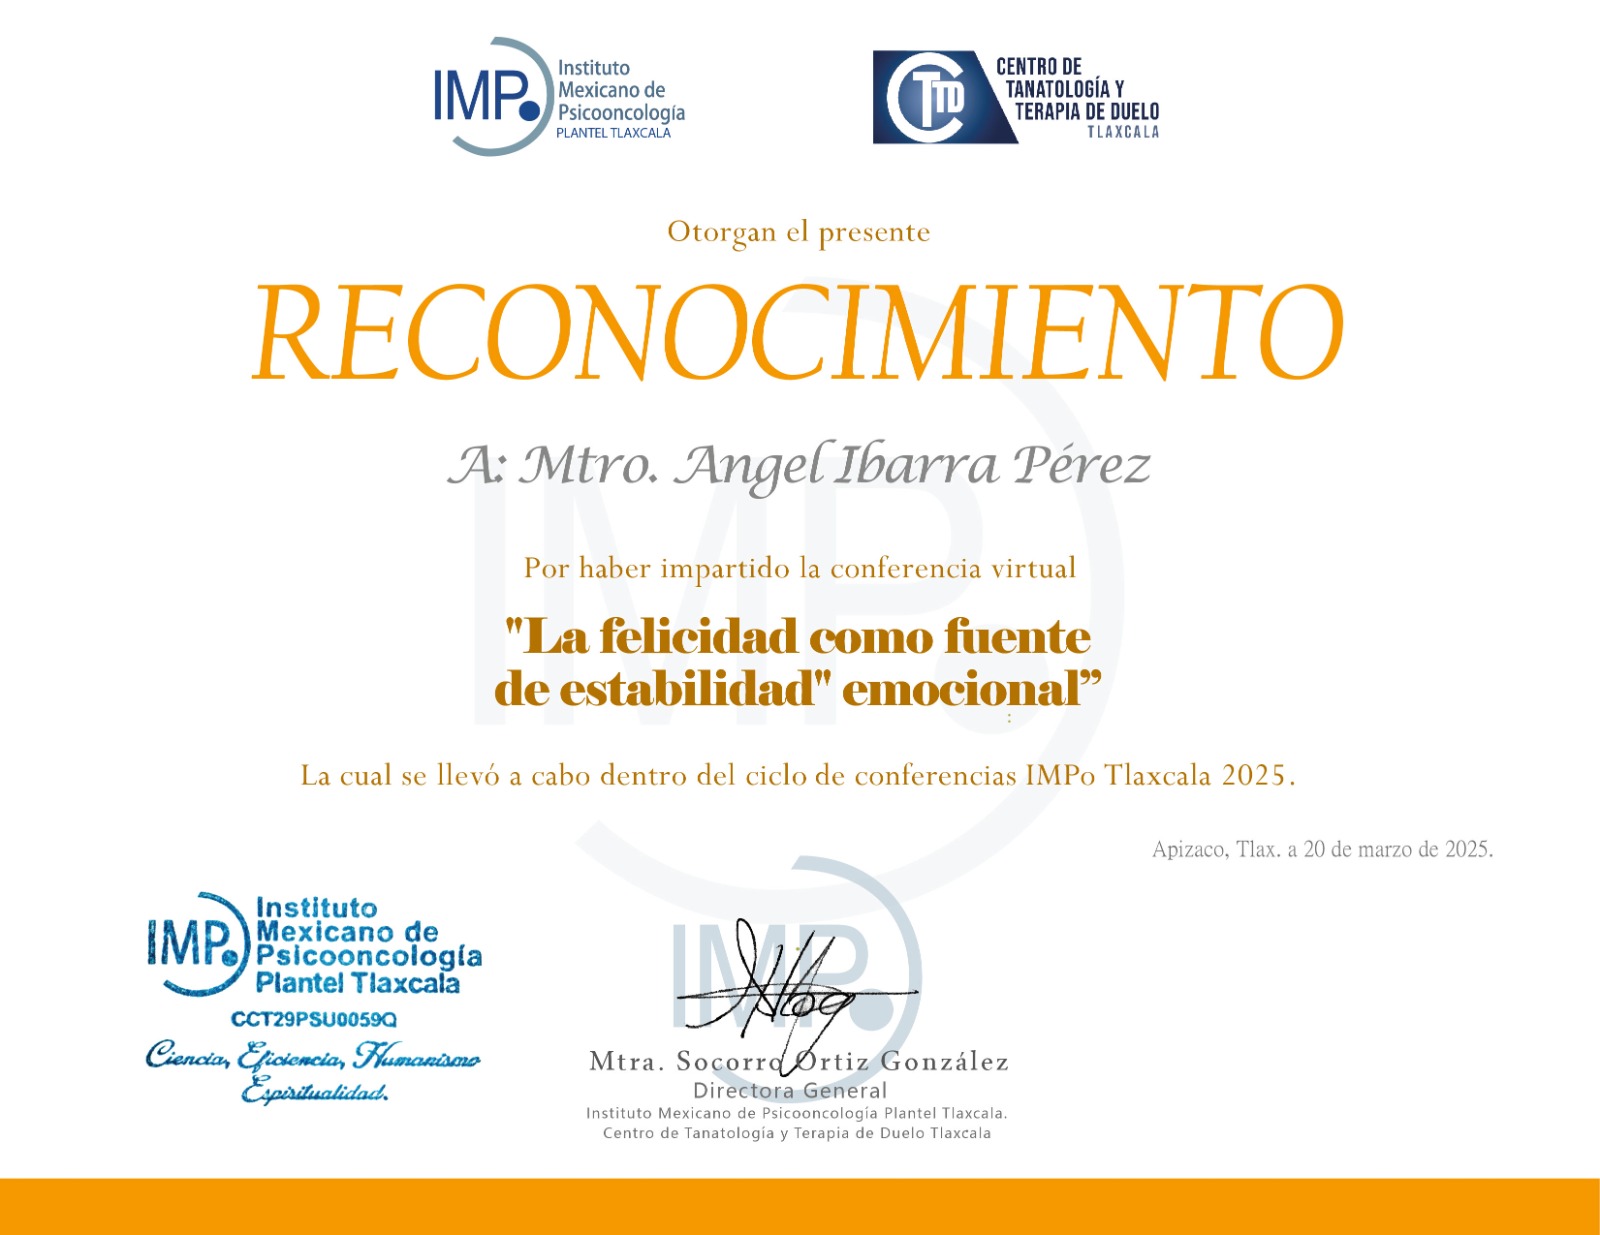 IMPo
Instituto
Mexicano de
Psicooncología
PLANTEL TLAXCALA
CTTD
CENTRO DE
TANATOLOGÍA Y
TERAPIA DE DUELO
TLAXCALA
Otorgan el presente
RECONOCIMIENTO
A: Mtro. Angel Ibarra Pérez
Por haber impartido la conferencia virtual
"La felicidad como fuente
de estabilidad" emocional”
:
La cual se llevó a cabo dentro del ciclo de conferencias IMPo Tlaxcala 2025.
Apizaco, Tlax. a 20 de marzo de 2025.
IMPo
Instituto
Mexicano de
Psicooncología
Plantel Tlaxcala
CCT29PSU0059Q
Ciencia, Eficiencia, Humanismo
Espiritualidad.
IMPo
Mtra. Socorro Ortiz González
Directora General
Instituto Mexicano de Psicooncología Plantel Tlaxcala.
Centro de Tanatología y Terapia de Duelo Tlaxcala